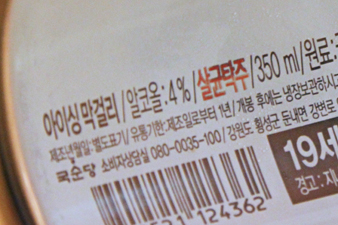 아이싱 막걸리/알코올:4%/살균탁주/350 ml/원료:
제조년월일:별도표기/유통기한:제조일로부터 1년/개봉 후에는 냉장보관하시
국순당 소비자상담실 080-0035-100/강원도 횡성군 둔내면 강변로
19세
경고:지
124362